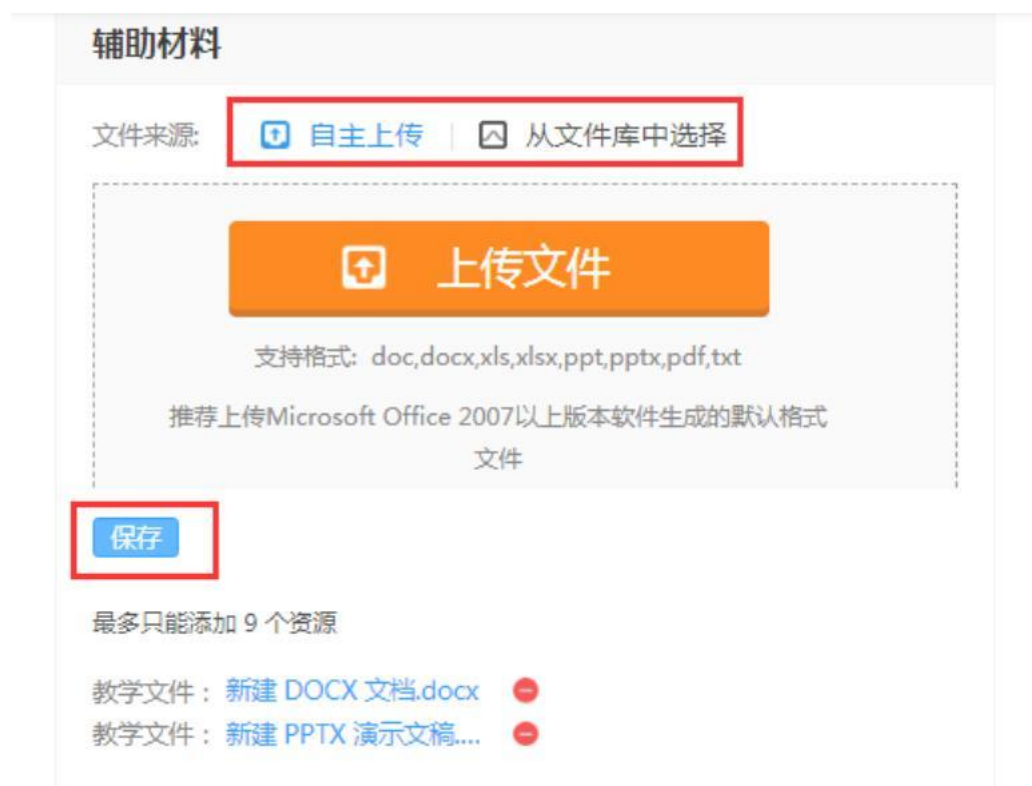 辅助材料
文件来源: 自主上传 | 从文件库中选择
上传文件
支持格式: doc,docx,xls,xlsx,ppt,pptx,pdf,txt
推荐上传Microsoft Office 2007以上版本软件生成的默认格式
文件
保存
最多只能添加 9 个资源
教学文件： 新建 DOCX 文档.docx
教学文件： 新建 PPTX 演示文稿....